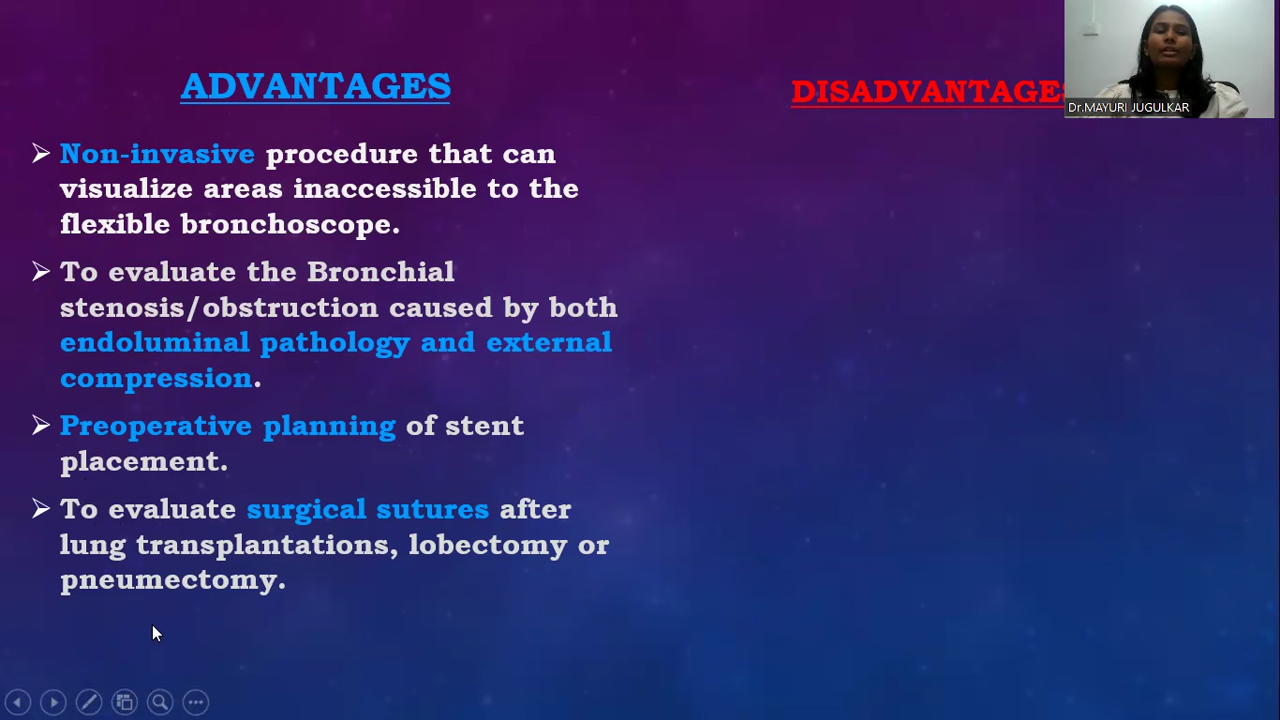 ADVANTAGES
Non-invasive procedure that can
visualize areas inaccessible to the
flexible bronchoscope.
To evaluate the Bronchial
stenosis/obstruction caused by both
endoluminal pathology and external
compression.
Preoperative planning of stent
placement.
To evaluate surgical sutures after
lung transplantations, lobectomy or
pneumectomy.
DISADVANTAGES
Dr.MAYURI JUGULKAR